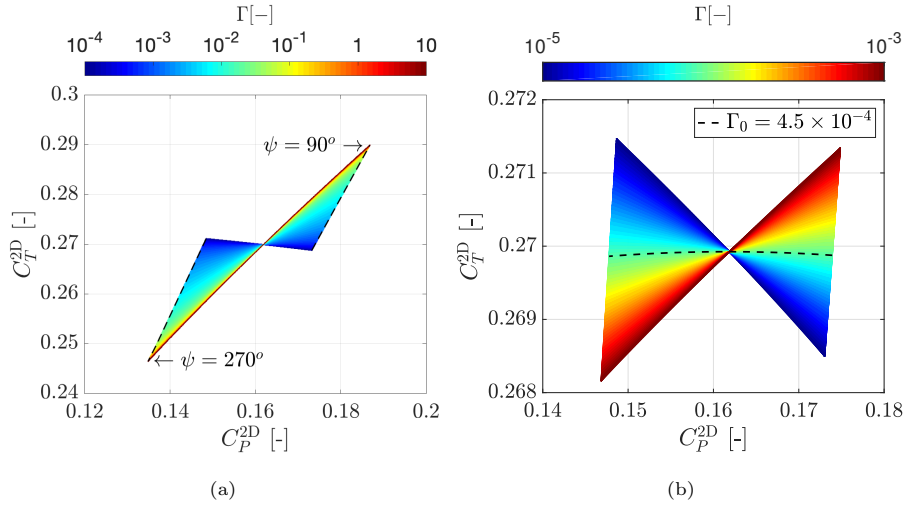 Γ[−]
10⁻⁴ 10⁻³ 10⁻² 10⁻¹ 1 10
0.3
0.29
0.28
0.27
0.26
0.25
0.24
C_T^2D [-]
ψ = 90° →
← ψ = 270°
0.12 0.14 0.16 0.18 0.2
C_P^2D [-]
(a)
Γ[−]
10⁻⁵ 10⁻³
0.272
0.271
0.27
0.269
0.268
C_T^2D [-]
Γ₀ = 4.5 × 10⁻⁴
0.14 0.15 0.16 0.17 0.18
C_P^2D [-]
(b)